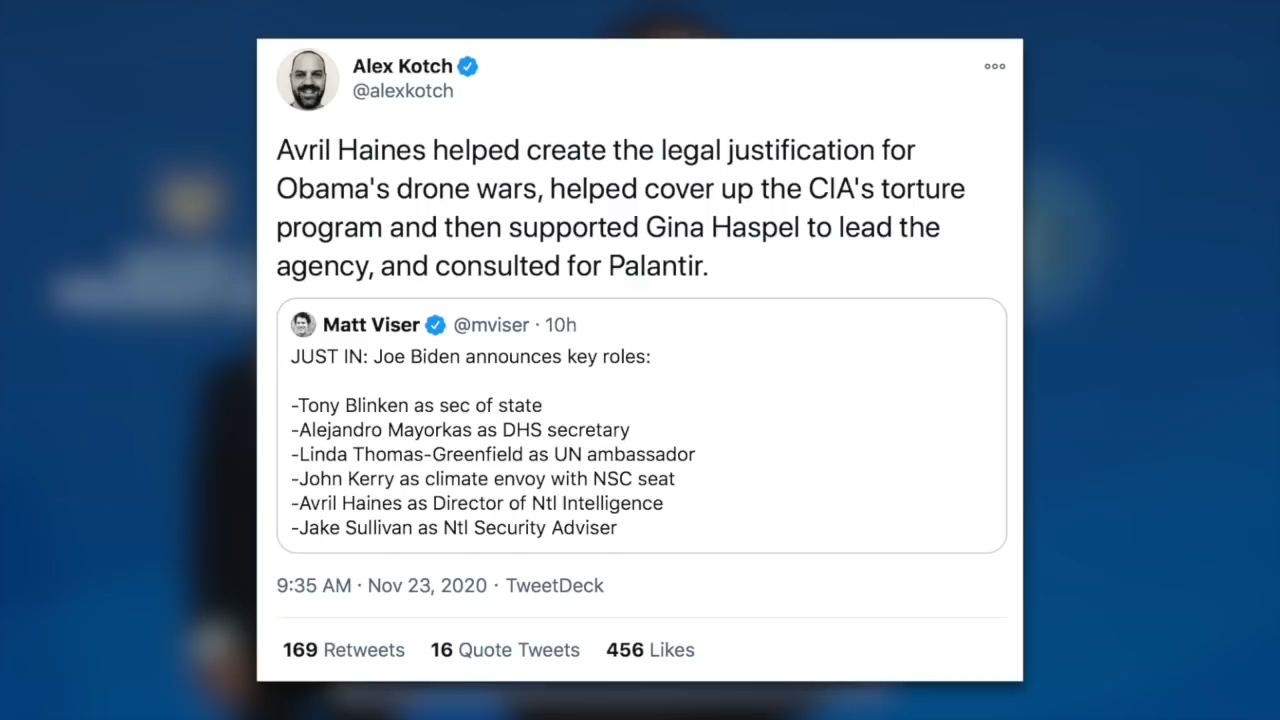 Alex Kotch
@alexkotch
Avril Haines helped create the legal justification for
Obama's drone wars, helped cover up the CIA's torture
program and then supported Gina Haspel to lead the
agency, and consulted for Palantir.
Matt Viser @mviser · 10h
JUST IN: Joe Biden announces key roles:
-Tony Blinken as sec of state
-Alejandro Mayorkas as DHS secretary
-Linda Thomas-Greenfield as UN ambassador
-John Kerry as climate envoy with NSC seat
-Avril Haines as Director of Ntl Intelligence
-Jake Sullivan as Ntl Security Adviser
9:35 AM · Nov 23, 2020 · TweetDeck
169 Retweets 16 Quote Tweets 456 Likes